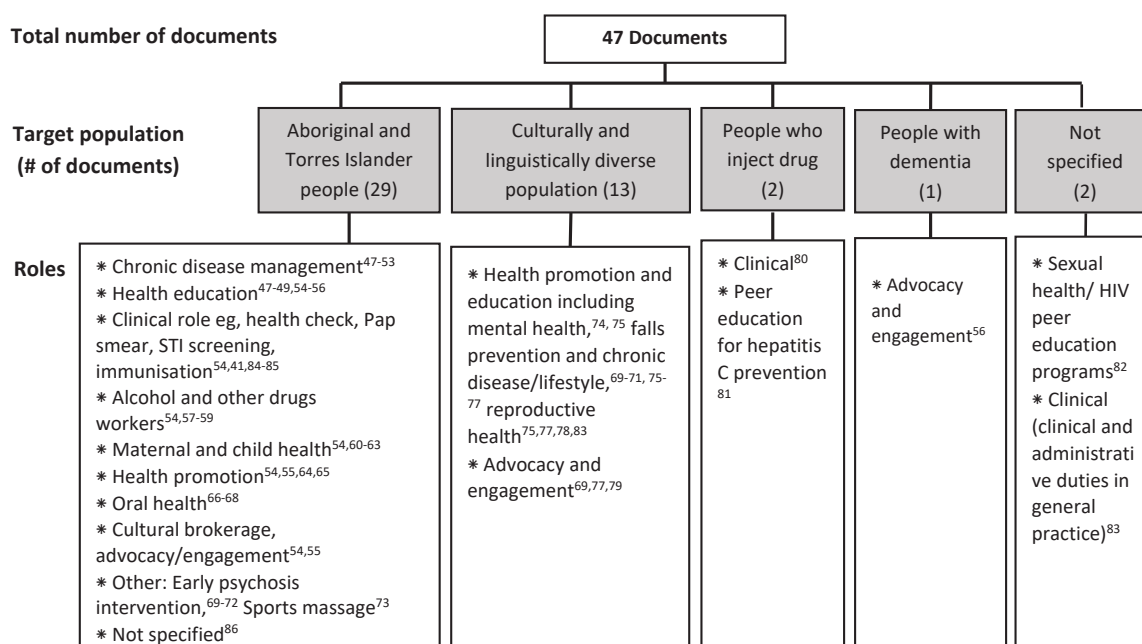 Total number of documents
47 Documents
Target population
(# of documents)
Aboriginal and
Torres Islander
people (29)
Culturally and
linguistically diverse
population (13)
People who
inject drug
(2)
People with
dementia
(1)
Not
specified
(2)
Roles
* Chronic disease management47-53
* Health education47-49,54-56
* Clinical role eg, health check, Pap
smear, STI screening,
immunisation54,41,84-85
* Alcohol and other drugs
workers54,57-59
* Maternal and child health54,60-63
* Health promotion54,55,64,65
* Oral health66-68
* Cultural brokerage,
advocacy/engagement54,55
* Other: Early psychosis
intervention,69-72 Sports massage73
* Not specified86
* Health promotion and
education including
mental health,74, 75 falls
prevention and chronic
disease/lifestyle,69-71, 75-
77 reproductive
health75,77,78,83
* Advocacy and
engagement69,77,79
* Clinical80
* Peer
education
for hepatitis
C prevention
81
* Advocacy and
engagement56
* Sexual
health/ HIV
peer
education
programs82
* Clinical
(clinical and
administrati
ve duties in
general
practice)83